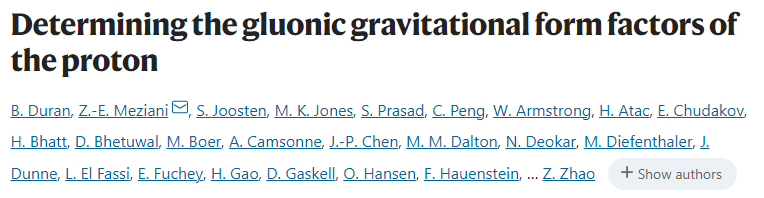 Determining the gluonic gravitational form factors of
the proton
B. Duran, Z.-E. Meziani, S. Joosten, M. K. Jones, S. Prasad, C. Peng, W. Armstrong, H. Atac, E. Chudakov,
H. Bhatt, D. Bhetuwal, M. Boer, A. Camsonne, J.-P. Chen, M. M. Dalton, N. Deokar, M. Diefenthaler, J.
Dunne, L. El Fassi, E. Fuchey, H. Gao, D. Gaskell, O. Hansen, F. Hauenstein, ... Z. Zhao + Show authors